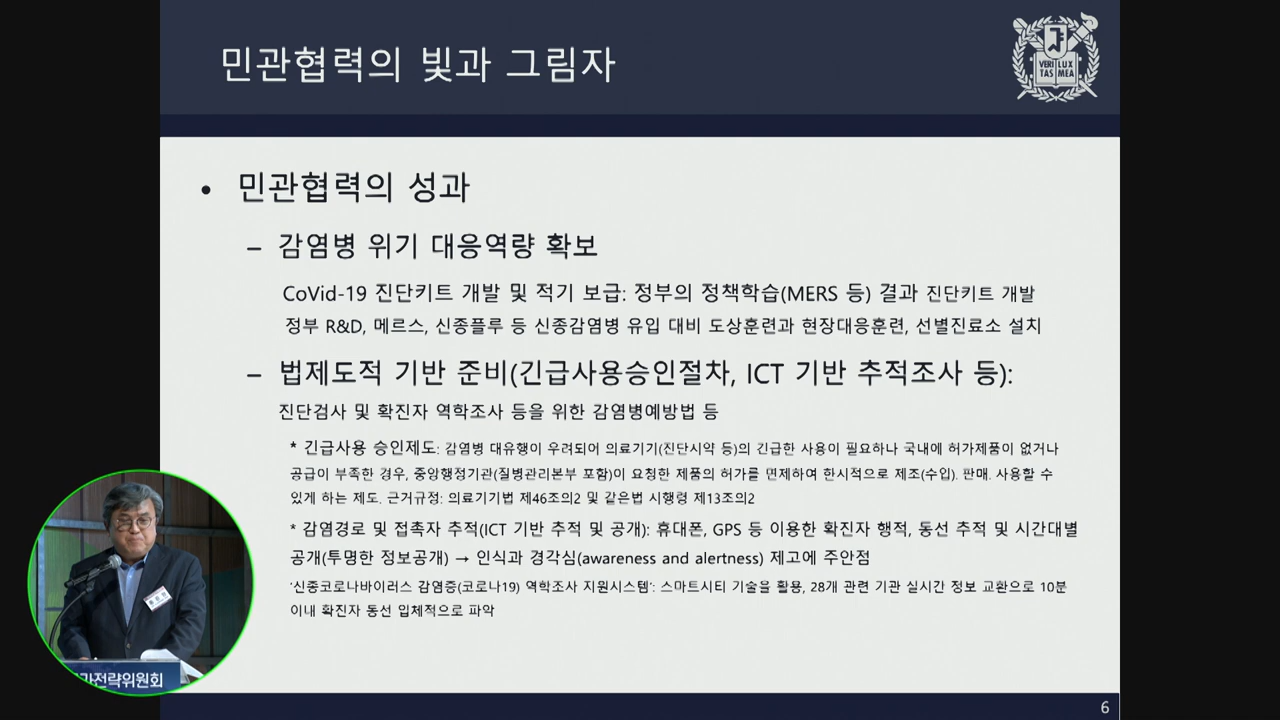 민관협력의 빛과 그림자
VERI LUX
TAS MEA
• 민관협력의 성과
– 감염병 위기 대응역량 확보
CoVid-19 진단키트 개발 및 적기 보급: 정부의 정책학습(MERS 등) 결과 진단키트 개발
정부 R&D, 메르스, 신종플루 등 신종감염병 유입 대비 도상훈련과 현장대응훈련, 선별진료소 설치
– 법제도적 기반 준비(긴급사용승인절차, ICT 기반 추적조사 등):
진단검사 및 확진자 역학조사 등을 위한 감염병예방법 등
* 긴급사용 승인제도: 감염병 대유행이 우려되어 의료기기(진단시약 등)의 긴급한 사용이 필요하나 국내에 허가제품이 없거나
공급이 부족한 경우, 중앙행정기관(질병관리본부 포함)이 요청한 제품의 허가를 면제하여 한시적으로 제조(수입). 판매. 사용할 수
있게 하는 제도. 근거규정: 의료기기법 제46조의2 및 같은법 시행령 제13조의2
* 감염경로 및 접촉자 추적(ICT 기반 추적 및 공개): 휴대폰, GPS 등 이용한 확진자 행적, 동선 추적 및 시간대별
공개(투명한 정보공개) → 인식과 경각심(awareness and alertness) 제고에 주안점
'신종코로나바이러스 감염증(코로나19) 역학조사 지원시스템': 스마트시티 기술을 활용, 28개 관련 기관 실시간 정보 교환으로 10분
이내 확진자 동선 입체적으로 파악
전략위원회
6